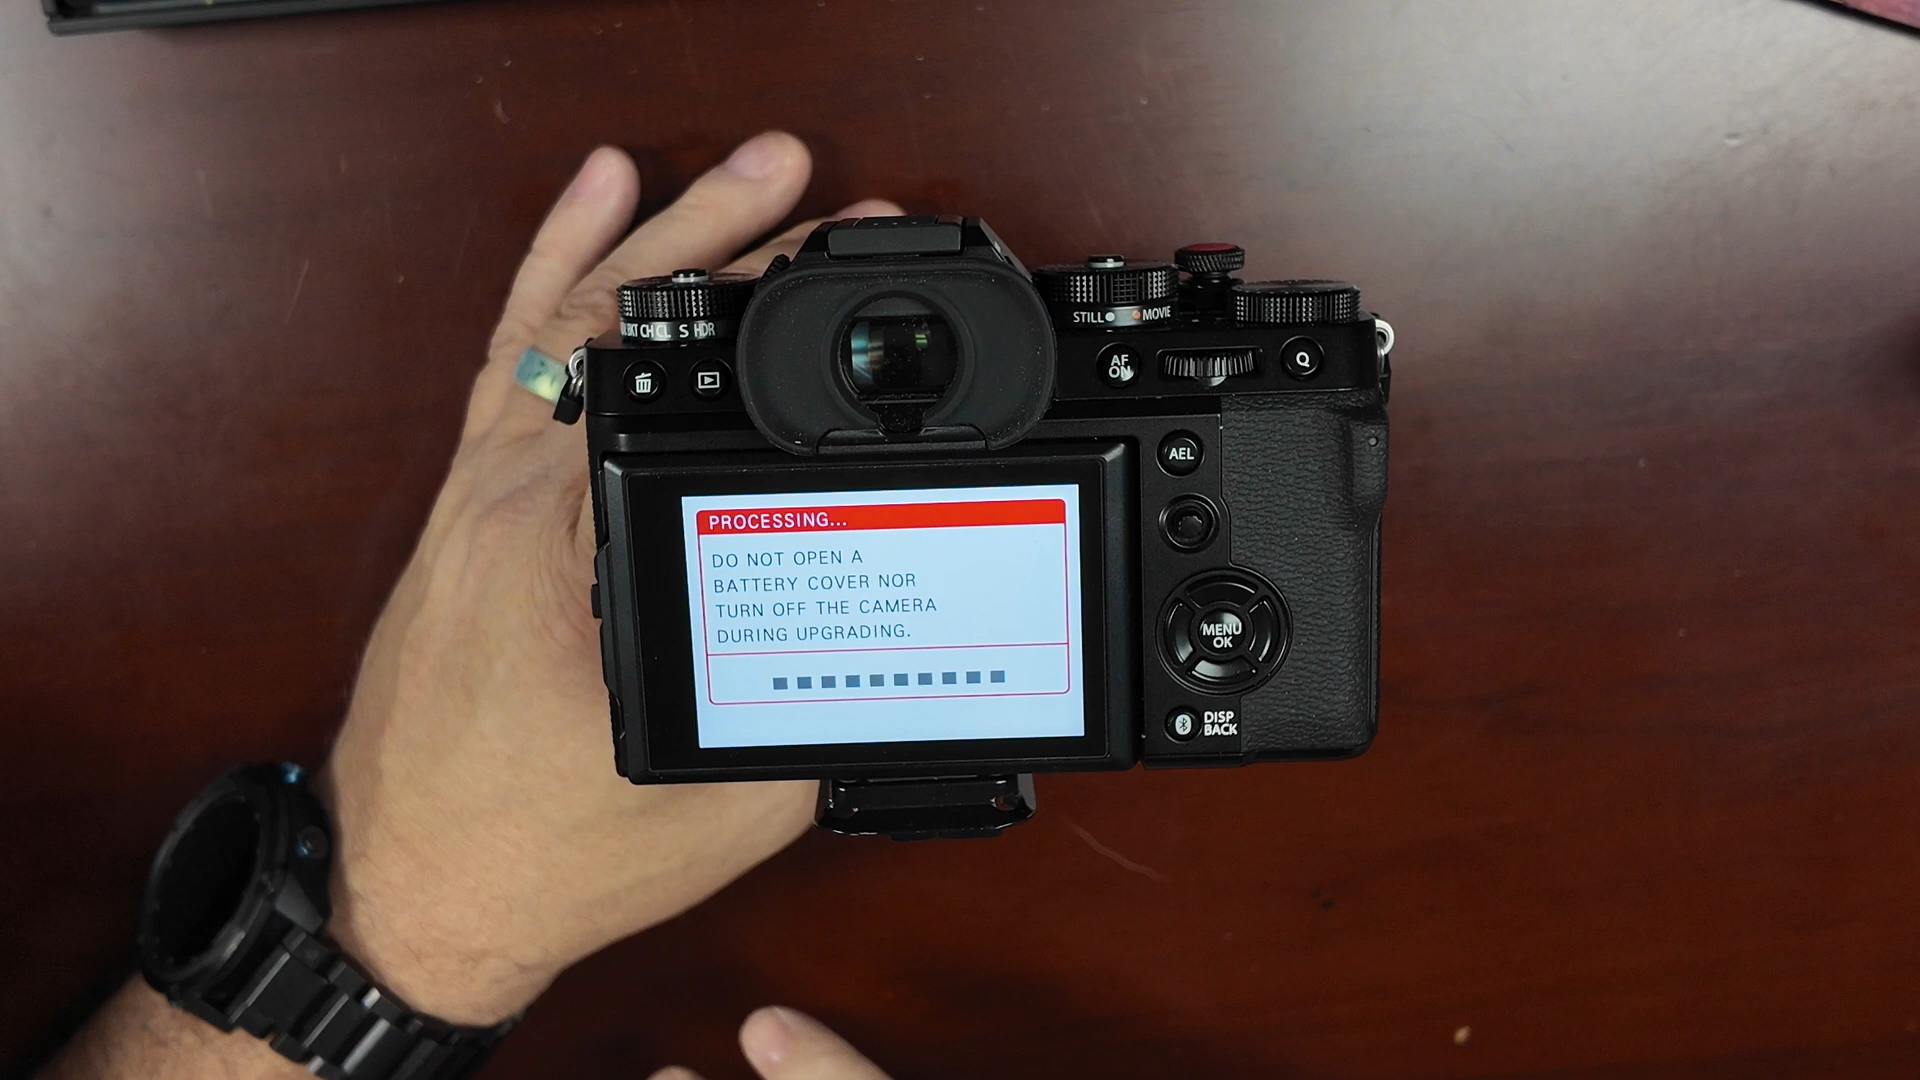 BKT CH CL S HDR
STILL MOVIE
AF
ON
Q
AEL
PROCESSING...
DO NOT OPEN A
BATTERY COVER NOR
TURN OFF THE CAMERA
DURING UPGRADING.
MENU
OK
DISP
BACK